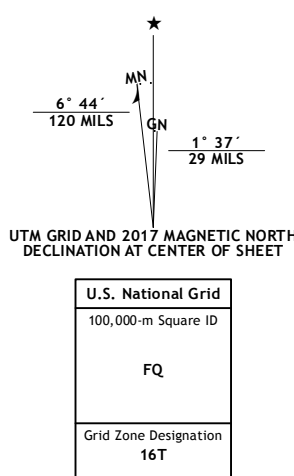 ★
MN
GN
6° 44´
120 MILS
1° 37´
29 MILS
UTM GRID AND 2017 MAGNETIC NORTH
DECLINATION AT CENTER OF SHEET
U.S. National Grid
100,000-m Square ID
FQ
Grid Zone Designation
16T